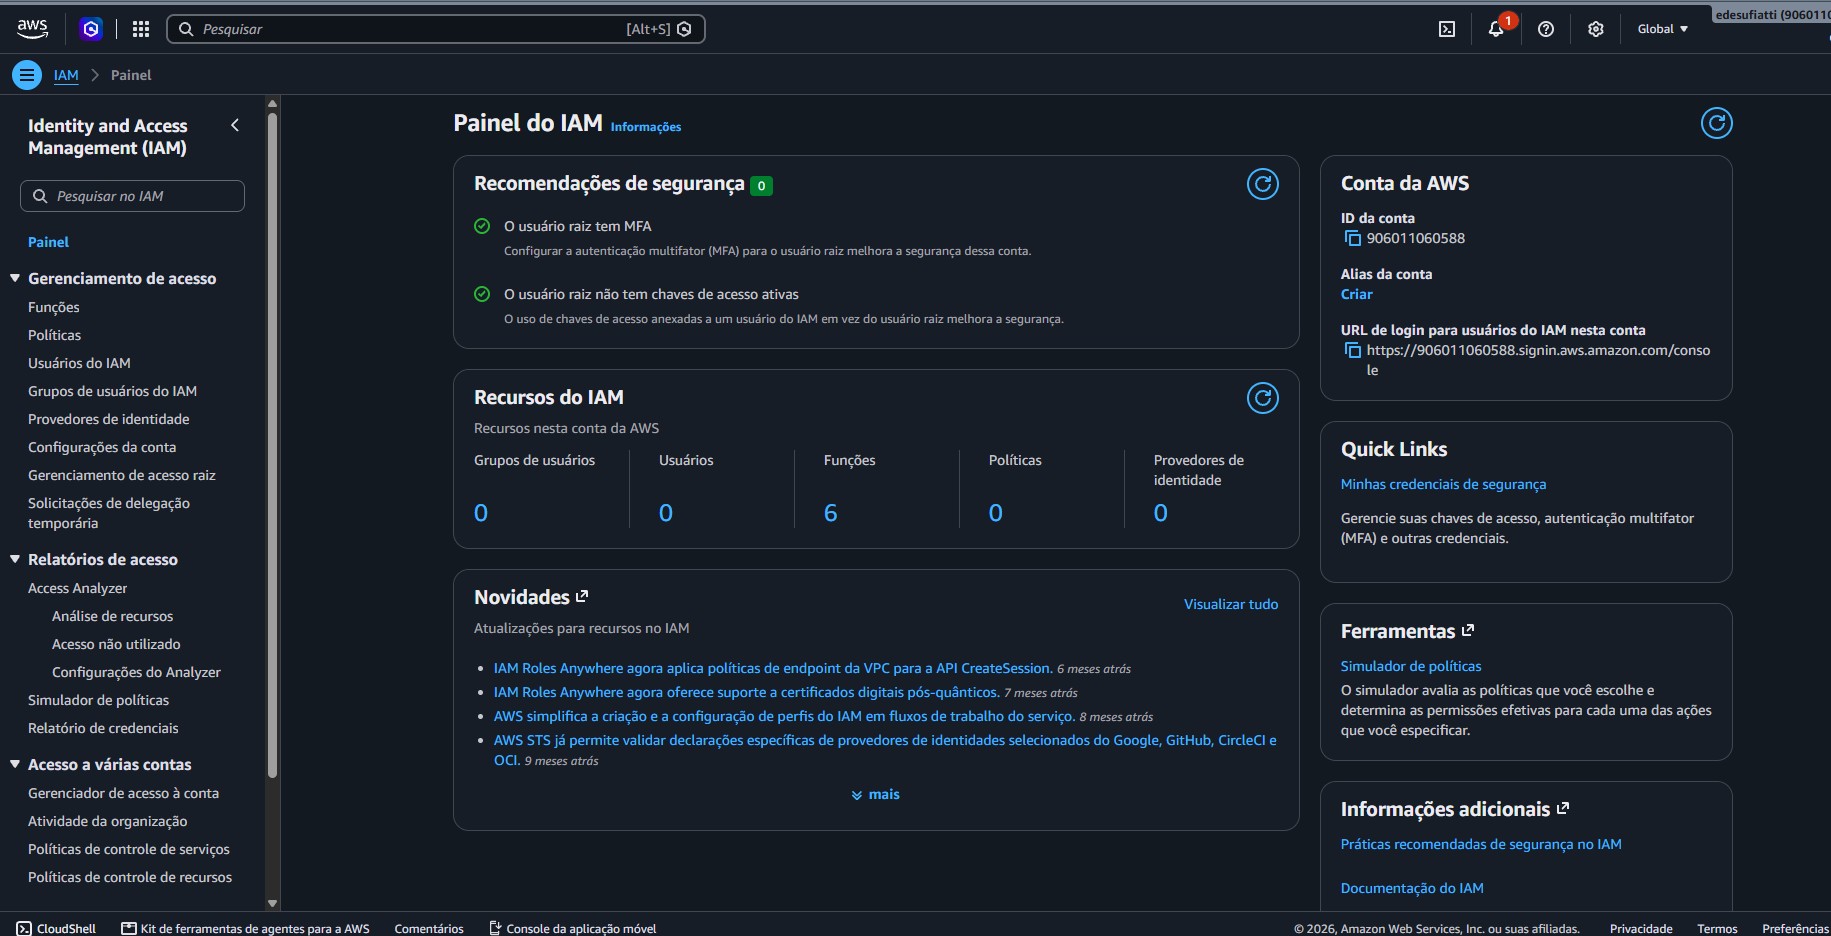 aws
Pesquisar
[Alt+S]
1
Global
edesufiatti (9060110
IAM
Painel
Identity and Access
Management (IAM)
Pesquisar no IAM
Painel
Gerenciamento de acesso
Funções
Políticas
Usuários do IAM
Grupos de usuários do IAM
Provedores de identidade
Configurações da conta
Gerenciamento de acesso raiz
Solicitações de delegação
temporária
Relatórios de acesso
Access Analyzer
Análise de recursos
Acesso não utilizado
Configurações do Analyzer
Simulador de políticas
Relatório de credenciais
Acesso a várias contas
Gerenciador de acesso à conta
Atividade da organização
Políticas de controle de serviços
Políticas de controle de recursos
Painel do IAM Informações
Recomendações de segurança 0
O usuário raiz tem MFA
Configurar a autenticação multifator (MFA) para o usuário raiz melhora a segurança dessa conta.
O usuário raiz não tem chaves de acesso ativas
O uso de chaves de acesso anexadas a um usuário do IAM em vez do usuário raiz melhora a segurança.
Recursos do IAM
Recursos nesta conta da AWS
Grupos de usuários
0
Usuários
0
Funções
6
Políticas
0
Provedores de
identidade
0
Novidades
Visualizar tudo
Atualizações para recursos no IAM
IAM Roles Anywhere agora aplica políticas de endpoint da VPC para a API CreateSession. 6 meses atrás
IAM Roles Anywhere agora oferece suporte a certificados digitais pós-quânticos. 7 meses atrás
AWS simplifica a criação e a configuração de perfis do IAM em fluxos de trabalho do serviço. 8 meses atrás
AWS STS já permite validar declarações específicas de provedores de identidades selecionados do Google, GitHub, CircleCI e
OCI. 9 meses atrás
mais
Conta da AWS
ID da conta
906011060588
Alias da conta
Criar
URL de login para usuários do IAM nesta conta
https://906011060588.signin.aws.amazon.com/conso
le
Quick Links
Minhas credenciais de segurança
Gerencie suas chaves de acesso, autenticação multifator
(MFA) e outras credenciais.
Ferramentas
Simulador de políticas
O simulador avalia as políticas que você escolhe e
determina as permissões efetivas para cada uma das ações
que você especificar.
Informações adicionais
Práticas recomendadas de segurança no IAM
Documentação do IAM
CloudShell
Kit de ferramentas de agentes para a AWS
Comentários
Console da aplicação móvel
© 2026, Amazon Web Services, Inc. ou suas afiliadas.
Privacidade
Termos
Preferências